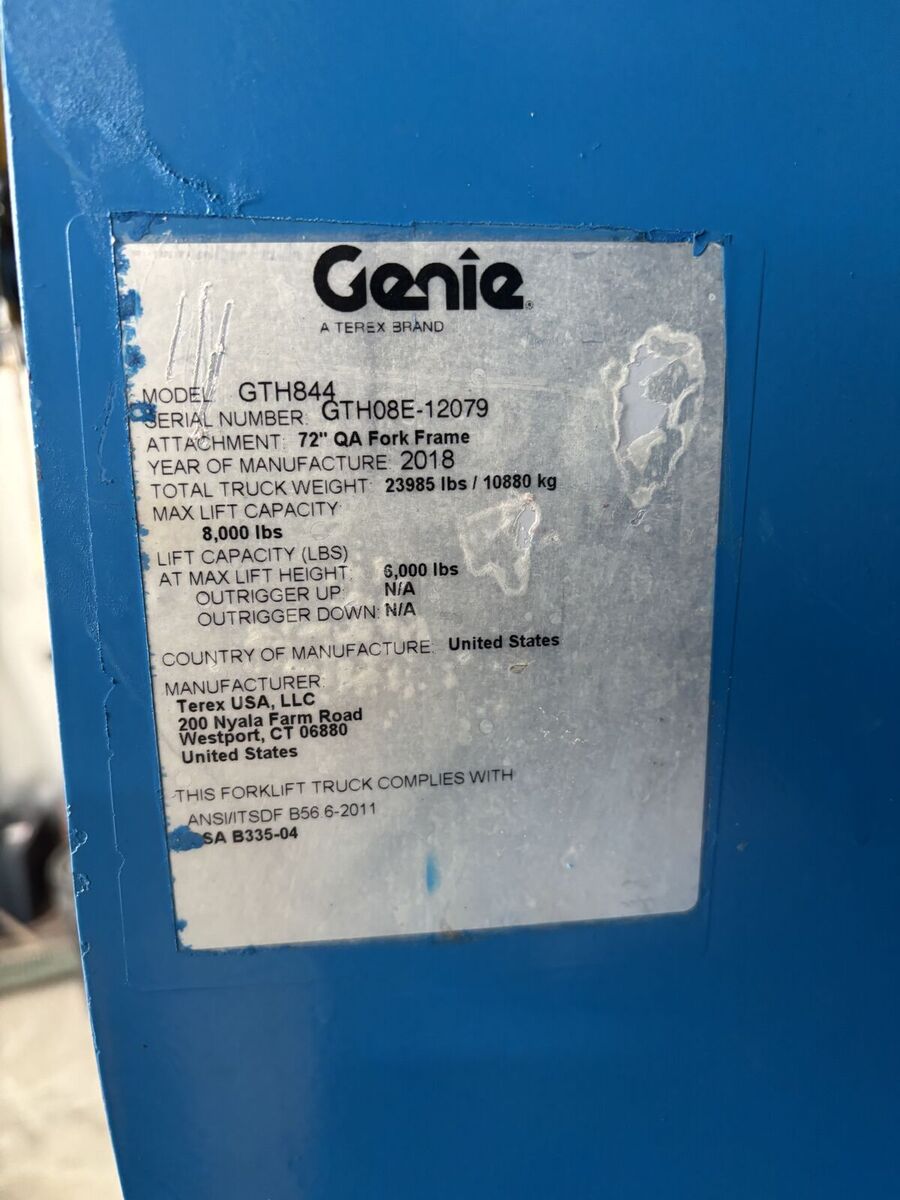 Genie®
A TEREX BRAND
MODEL: GTH844
SERIAL NUMBER: GTH08E-12079
ATTACHMENT: 72" QA Fork Frame
YEAR OF MANUFACTURE: 2018
TOTAL TRUCK WEIGHT: 23985 lbs / 10880 kg
MAX LIFT CAPACITY:
8,000 lbs
LIFT CAPACITY (LBS)
AT MAX LIFT HEIGHT: 6,000 lbs
OUTRIGGER UP: N/A
OUTRIGGER DOWN: N/A
COUNTRY OF MANUFACTURE: United States
MANUFACTURER:
Terex USA, LLC
200 Nyala Farm Road
Westport, CT 06880
United States
THIS FORKLIFT TRUCK COMPLIES WITH
ANSI/ITSDF B56.6-2011
SA B335-04